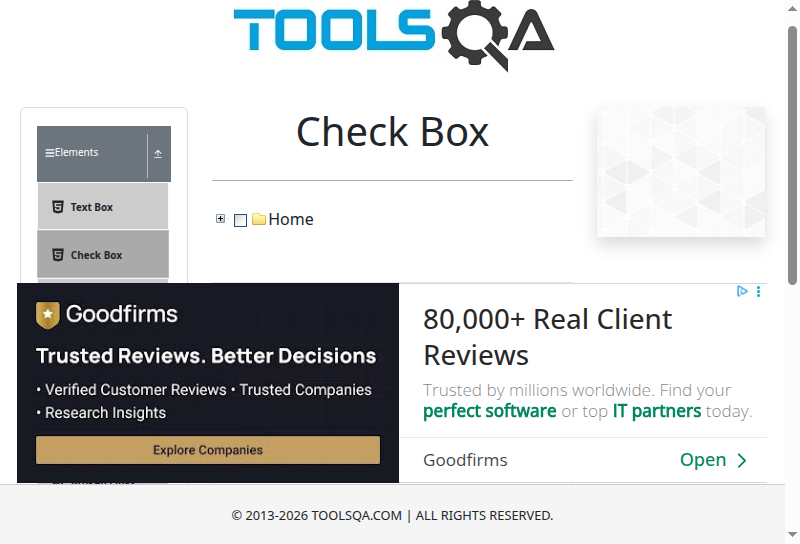 TOOLSQA
Elements
Text Box
Check Box
Check Box
Home
Goodfirms
Trusted Reviews. Better Decisions
• Verified Customer Reviews • Trusted Companies
• Research Insights
Explore Companies
80,000+ Real Client
Reviews
Trusted by millions worldwide. Find your
perfect software or top IT partners today.
Goodfirms
Open
© 2013-2026 TOOLSQA.COM | ALL RIGHTS RESERVED.